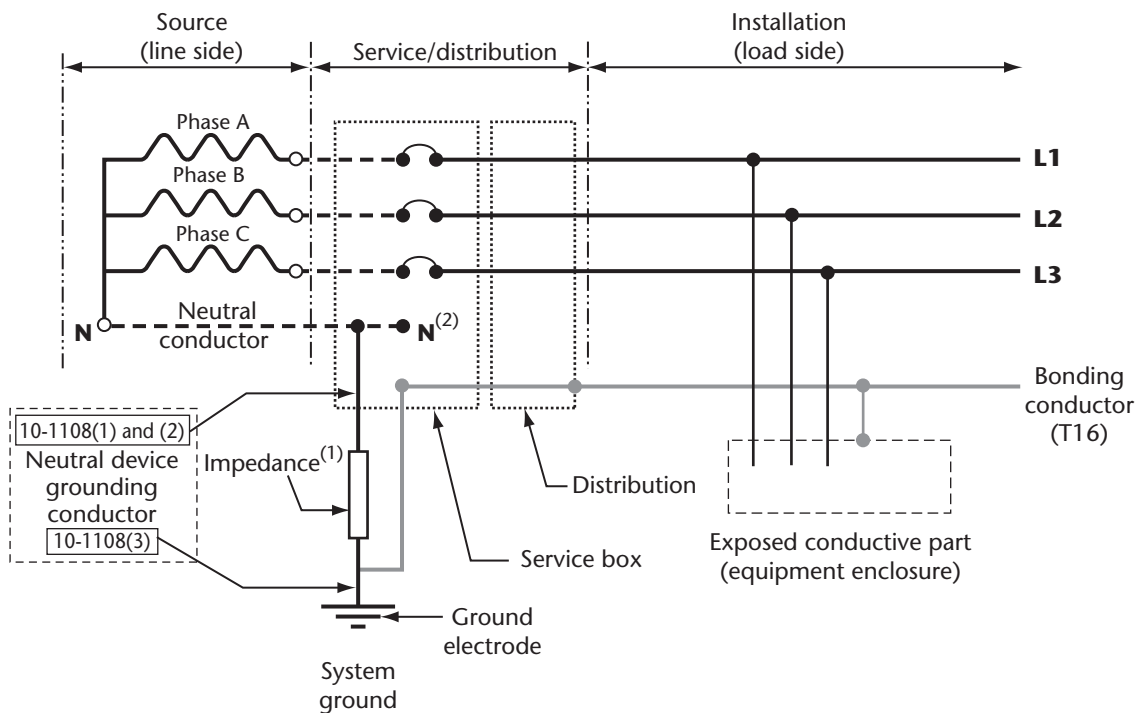 Source
(line side)
Service/distribution
Installation
(load side)
Phase A
L1
Phase B
L2
Phase C
L3
N
Neutral
conductor
N(2)
Bonding
conductor
(T16)
10-1108(1) and (2)
Neutral device
grounding
conductor
10-1108(3)
Impedance(1)
Distribution
Service box
Exposed conductive part
(equipment enclosure)
Ground
electrode
System
ground